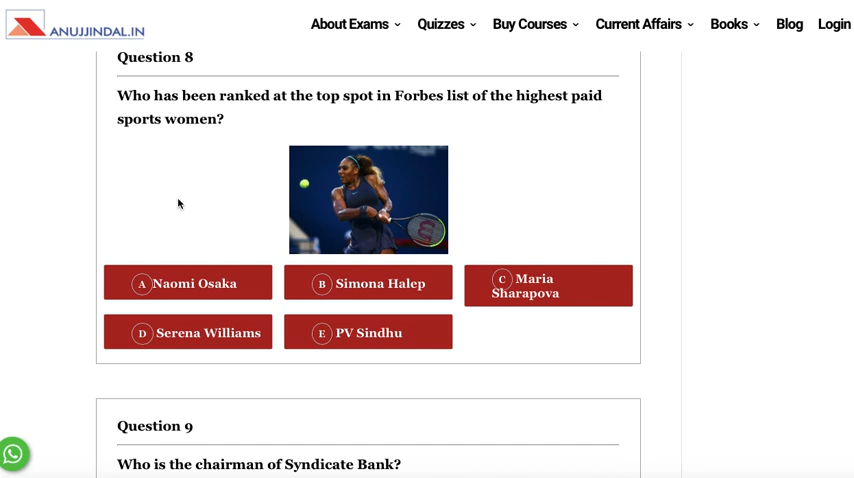 ANUJJINDAL.IN
About Exams Quizzes Buy Courses Current Affairs Books Blog Login
Question 8
Who has been ranked at the top spot in Forbes list of the highest paid
sports women?
A Naomi Osaka
B Simona Halep
C Maria
Sharapova
D Serena Williams
E PV Sindhu
Question 9
Who is the chairman of Syndicate Bank?